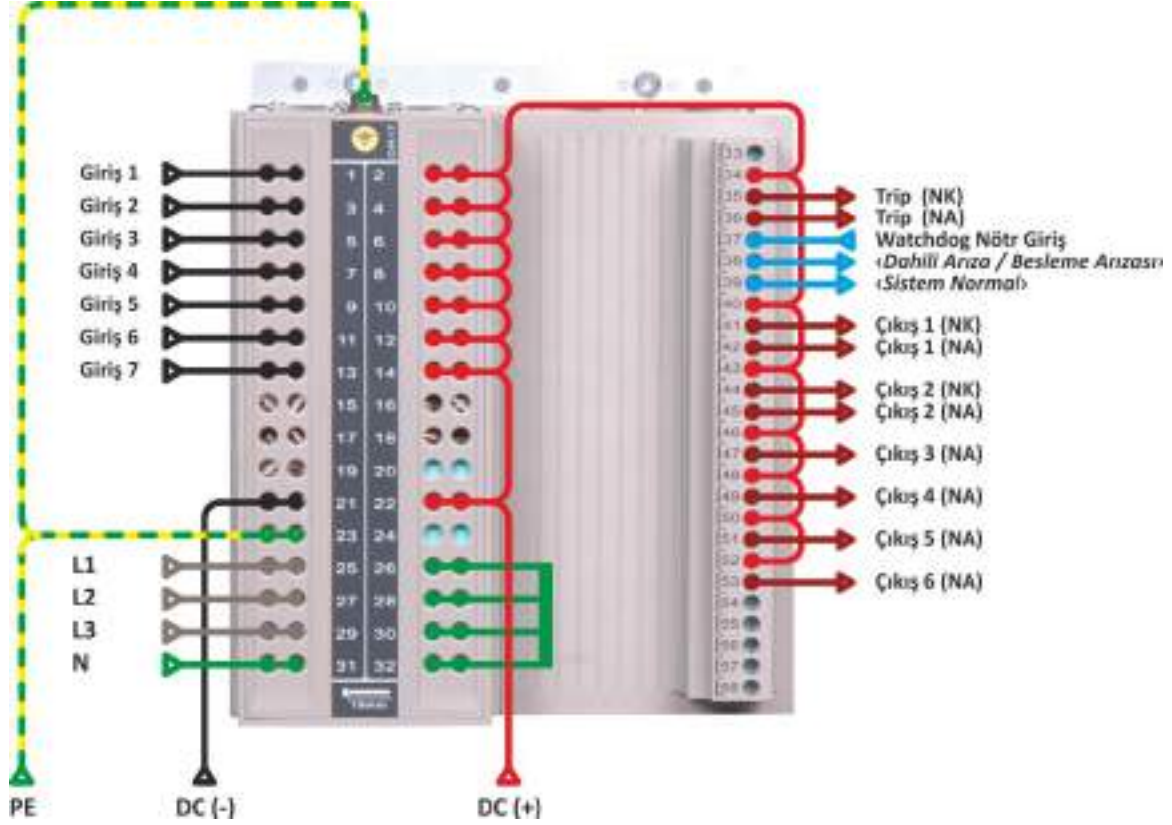 Giriş 1
Giriş 2
Giriş 3
Giriş 4
Giriş 5
Giriş 6
Giriş 7
L1
L2
L3
N
PE
DC (-)
DC (+)
1 2
3 4
5 6
7 8
9 10
11 12
13 14
15 16
17 18
19 20
21 22
23 24
25 26
27 28
29 30
31 32
33
34
35
36
37
38
39
40
41
42
43
44
45
46
47
48
49
50
51
52
53
54
55
56
57
58
Trip (NK)
Trip (NA)
Watchdog Nötr Giriş
‹Dahili Arıza / Besleme Arızası›
‹Sistem Normal›
Çıkış 1 (NK)
Çıkış 1 (NA)
Çıkış 2 (NK)
Çıkış 2 (NA)
Çıkış 3 (NA)
Çıkış 4 (NA)
Çıkış 5 (NA)
Çıkış 6 (NA)